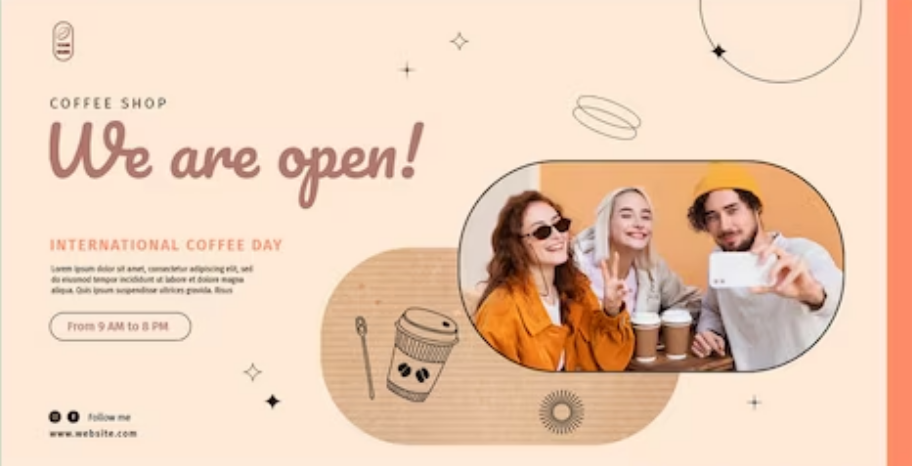 YOUR
NAME
COFFEE SHOP
We are open!
INTERNATIONAL COFFEE DAY
Lorem ipsum dolor sit amet, consectetur adipiscing elit, sed
do eiusmod tempor incididunt ut labore et dolore magna
aliqua. Quis ipsum suspendisse ultrices gravida. Risus
From 9 AM to 8 PM
Follow me
www.website.com